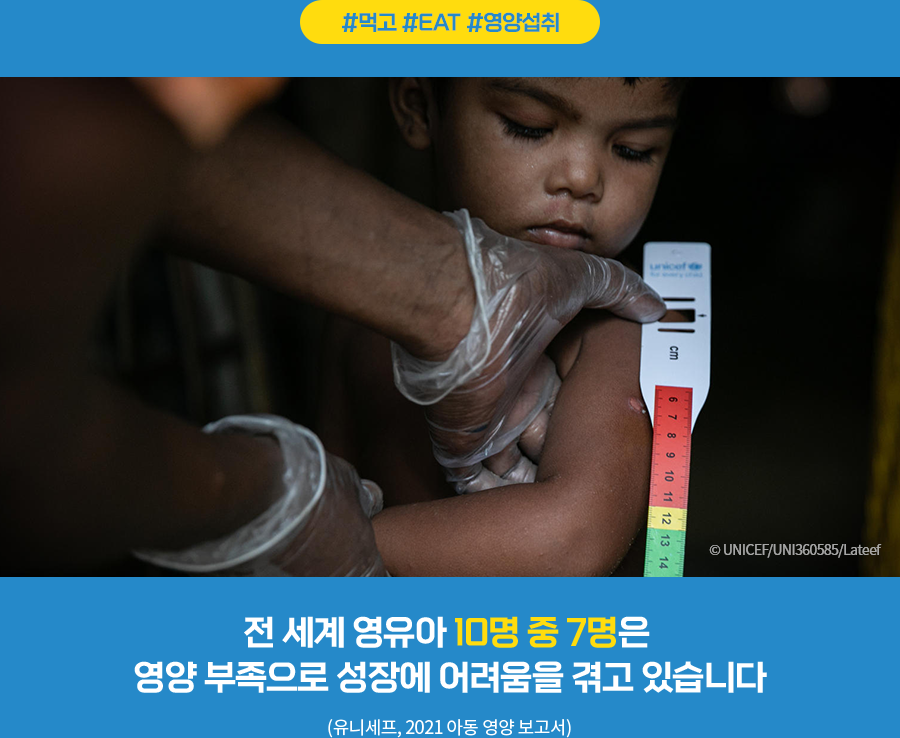 #먹고 #EAT #영양섭취
unicef
for every child
cm
6
7
8
9
10
11
12
13
14
© UNICEF/UNI360585/Lateef
전 세계 영유아 10명 중 7명은
영양 부족으로 성장에 어려움을 겪고 있습니다
(유니세프, 2021 아동 영양 보고서)